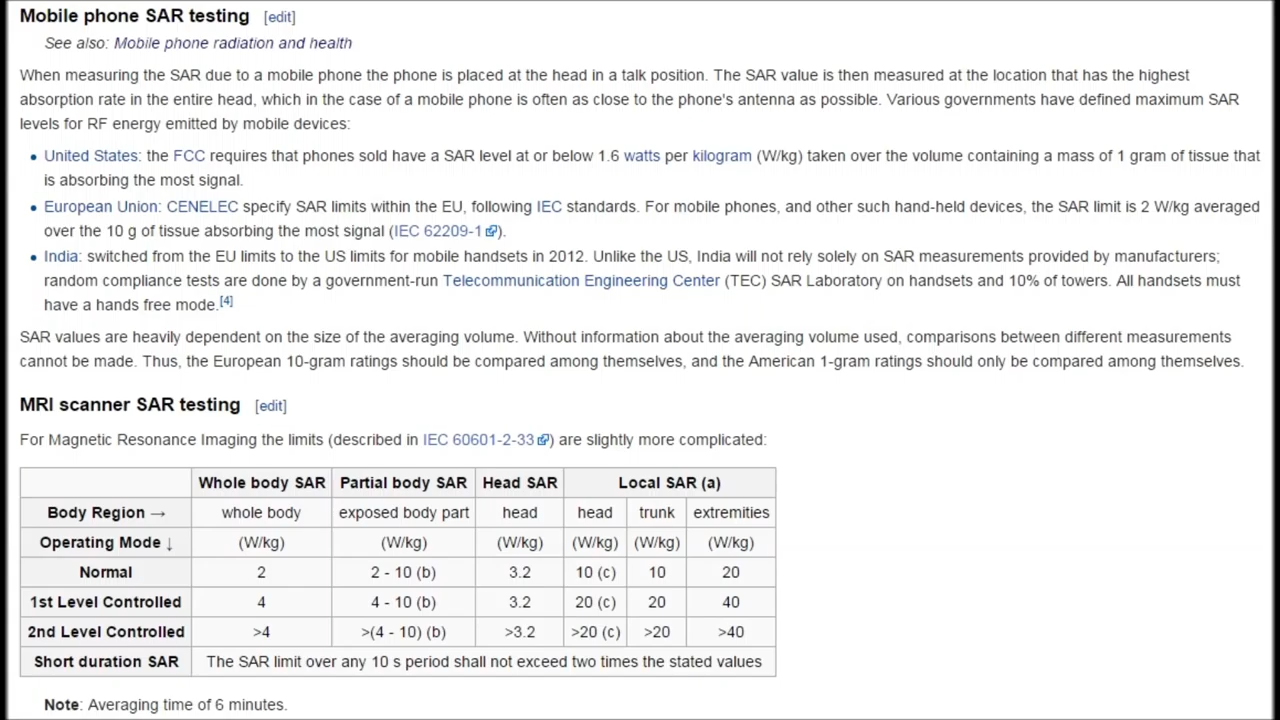 Mobile phone SAR testing [edit]
See also: Mobile phone radiation and health
When measuring the SAR due to a mobile phone the phone is placed at the head in a talk position. The SAR value is then measured at the location that has the highest
absorption rate in the entire head, which in the case of a mobile phone is often as close to the phone's antenna as possible. Various governments have defined maximum SAR
levels for RF energy emitted by mobile devices:
• United States: the FCC requires that phones sold have a SAR level at or below 1.6 watts per kilogram (W/kg) taken over the volume containing a mass of 1 gram of tissue that
is absorbing the most signal.
• European Union: CENELEC specify SAR limits within the EU, following IEC standards. For mobile phones, and other such hand-held devices, the SAR limit is 2 W/kg averaged
over the 10 g of tissue absorbing the most signal (IEC 62209-1).
• India: switched from the EU limits to the US limits for mobile handsets in 2012. Unlike the US, India will not rely solely on SAR measurements provided by manufacturers;
random compliance tests are done by a government-run Telecommunication Engineering Center (TEC) SAR Laboratory on handsets and 10% of towers. All handsets must
have a hands free mode.[4]
SAR values are heavily dependent on the size of the averaging volume. Without information about the averaging volume used, comparisons between different measurements
cannot be made. Thus, the European 10-gram ratings should be compared among themselves, and the American 1-gram ratings should only be compared among themselves.
MRI scanner SAR testing [edit]
For Magnetic Resonance Imaging the limits (described in IEC 60601-2-33) are slightly more complicated:
Whole body SAR Partial body SAR Head SAR Local SAR (a)
Body Region → whole body exposed body part head head trunk extremities
Operating Mode ↓ (W/kg) (W/kg) (W/kg) (W/kg) (W/kg) (W/kg)
Normal 2 2 - 10 (b) 3.2 10 (c) 10 20
1st Level Controlled 4 4 - 10 (b) 3.2 20 (c) 20 40
2nd Level Controlled >4 >(4 - 10) (b) >3.2 >20 (c) >20 >40
Short duration SAR The SAR limit over any 10 s period shall not exceed two times the stated values
Note: Averaging time of 6 minutes.